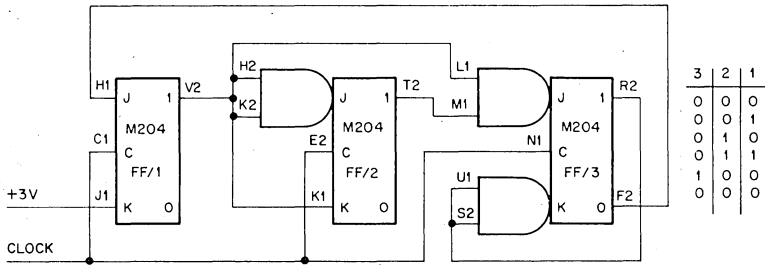 H1
J
1
V2
M204
C1
C
FF/1
+3V
J1
K
0
CLOCK
H2
K2
J
1
T2
M204
E2
C
FF/2
K1
K
0
L1
M1
J
1
R2
M204
N1
C
FF/3
U1
S2
K
0
F2
3 2 1
0 0 0
0 0 1
0 1 0
0 1 1
1 0 0
0 0 0